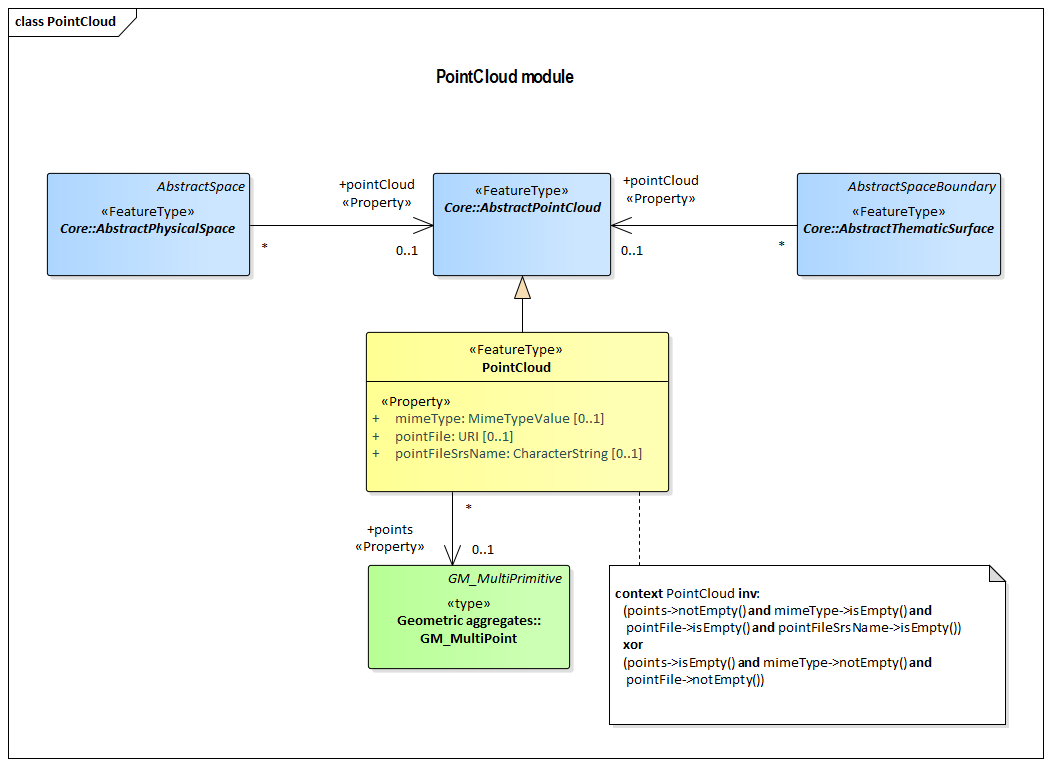 class PointCloud
PointCloud module
AbstractSpace
«FeatureType»
Core::AbstractPhysicalSpace
*
+pointCloud
«Property»
0..1
«FeatureType»
Core::AbstractPointCloud
+pointCloud
«Property»
0..1
*
AbstractSpaceBoundary
«FeatureType»
Core::AbstractThematicSurface
«FeatureType»
PointCloud
«Property»
+ mimeType: MimeTypeValue [0..1]
+ pointFile: URI [0..1]
+ pointFileSrsName: CharacterString [0..1]
*
+points
«Property»
0..1
GM_MultiPrimitive
«type»
Geometric aggregates::
GM_MultiPoint
context PointCloud inv:
(points->notEmpty() and mimeType->isEmpty() and
pointFile->isEmpty() and pointFileSrsName->isEmpty())
xor
(points->isEmpty() and mimeType->notEmpty() and
pointFile->notEmpty())